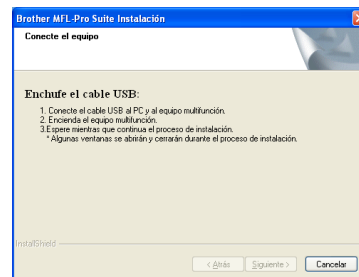 Brother MFL-Pro Suite Instalación
Conecte el equipo
Enchufe el cable USB:
1. Conecte el cable USB al PC y al equipo multifunción.
2. Encienda el equipo multifunción.
3.Espere mientras que continua el proceso de instalación.
* Algunas ventanas se abrirán y cerrarán durante el proceso de instalación.
InstallShield
< Atrás
Siguiente >
Cancelar